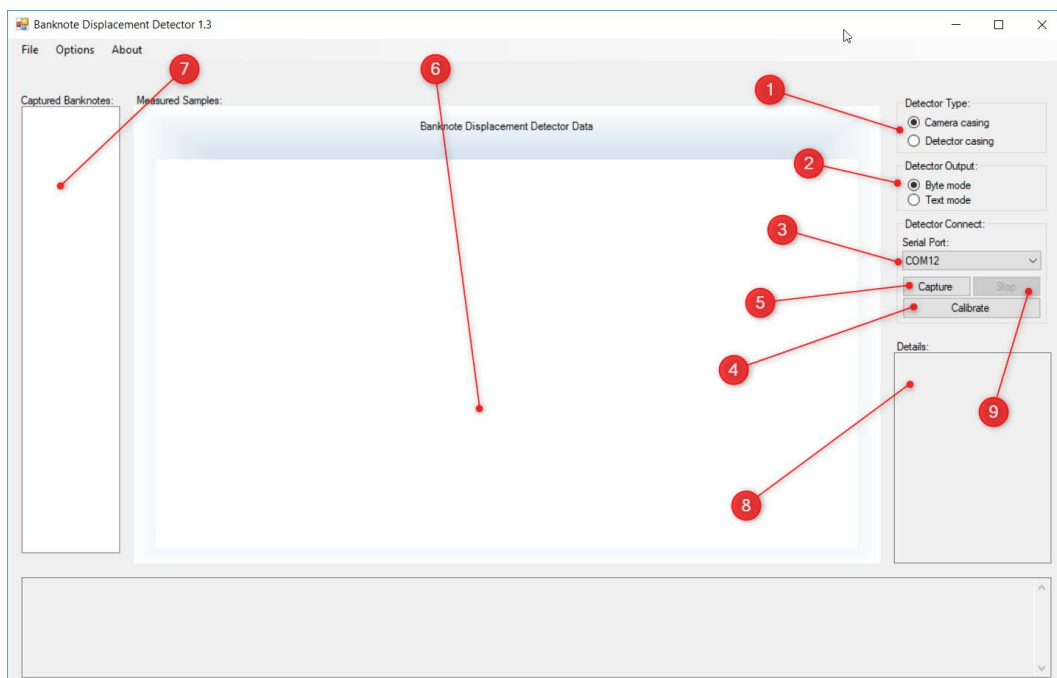 Banknote Displacement Detector 1.3
File Options About
7
6
1
Captured Banknotes:
Measured Samples:
Detector Type:
Banknote Displacement Detector Data
Camera casing
Detector casing
2
Detector Output:
Byte mode
Text mode
3
Detector Connect:
Serial Port:
COM12
Capture Stop
5
Calibrate
4
Details:
9
8